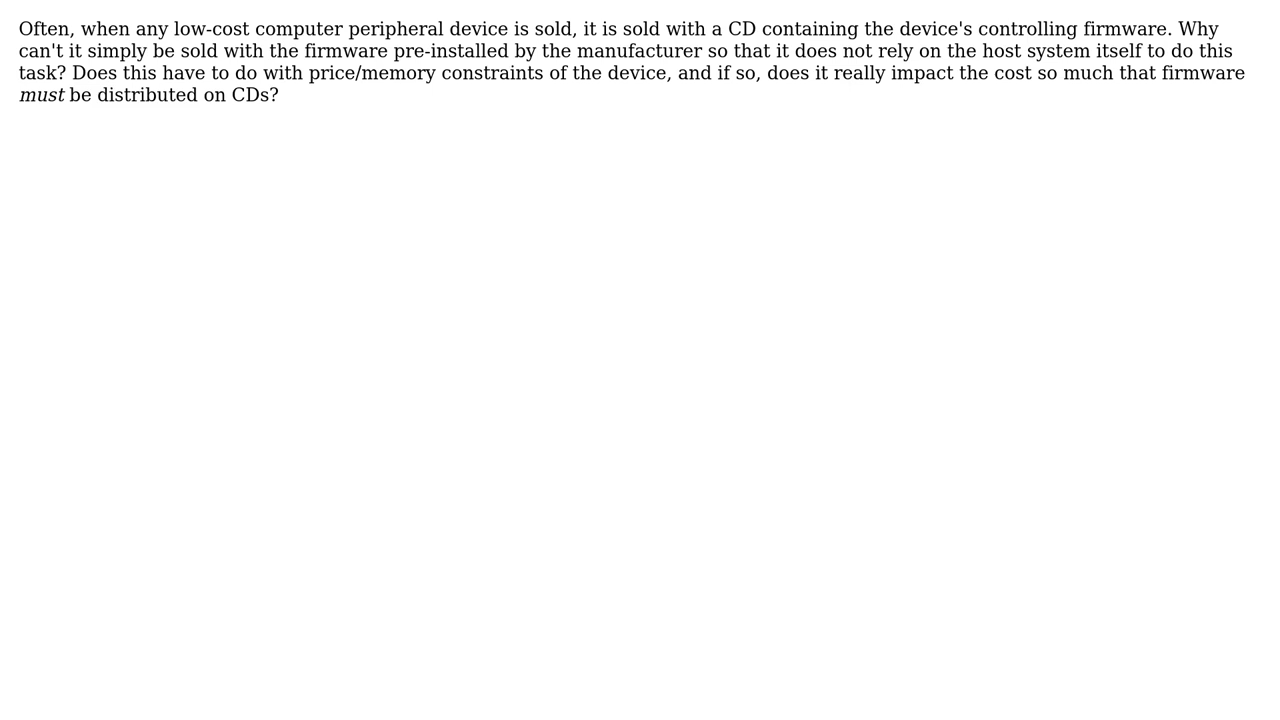 Often, when any low-cost computer peripheral device is sold, it is sold with a CD containing the device's controlling firmware. Why
can't it simply be sold with the firmware pre-installed by the manufacturer so that it does not rely on the host system itself to do this
task? Does this have to do with price/memory constraints of the device, and if so, does it really impact the cost so much that firmware
must be distributed on CDs?